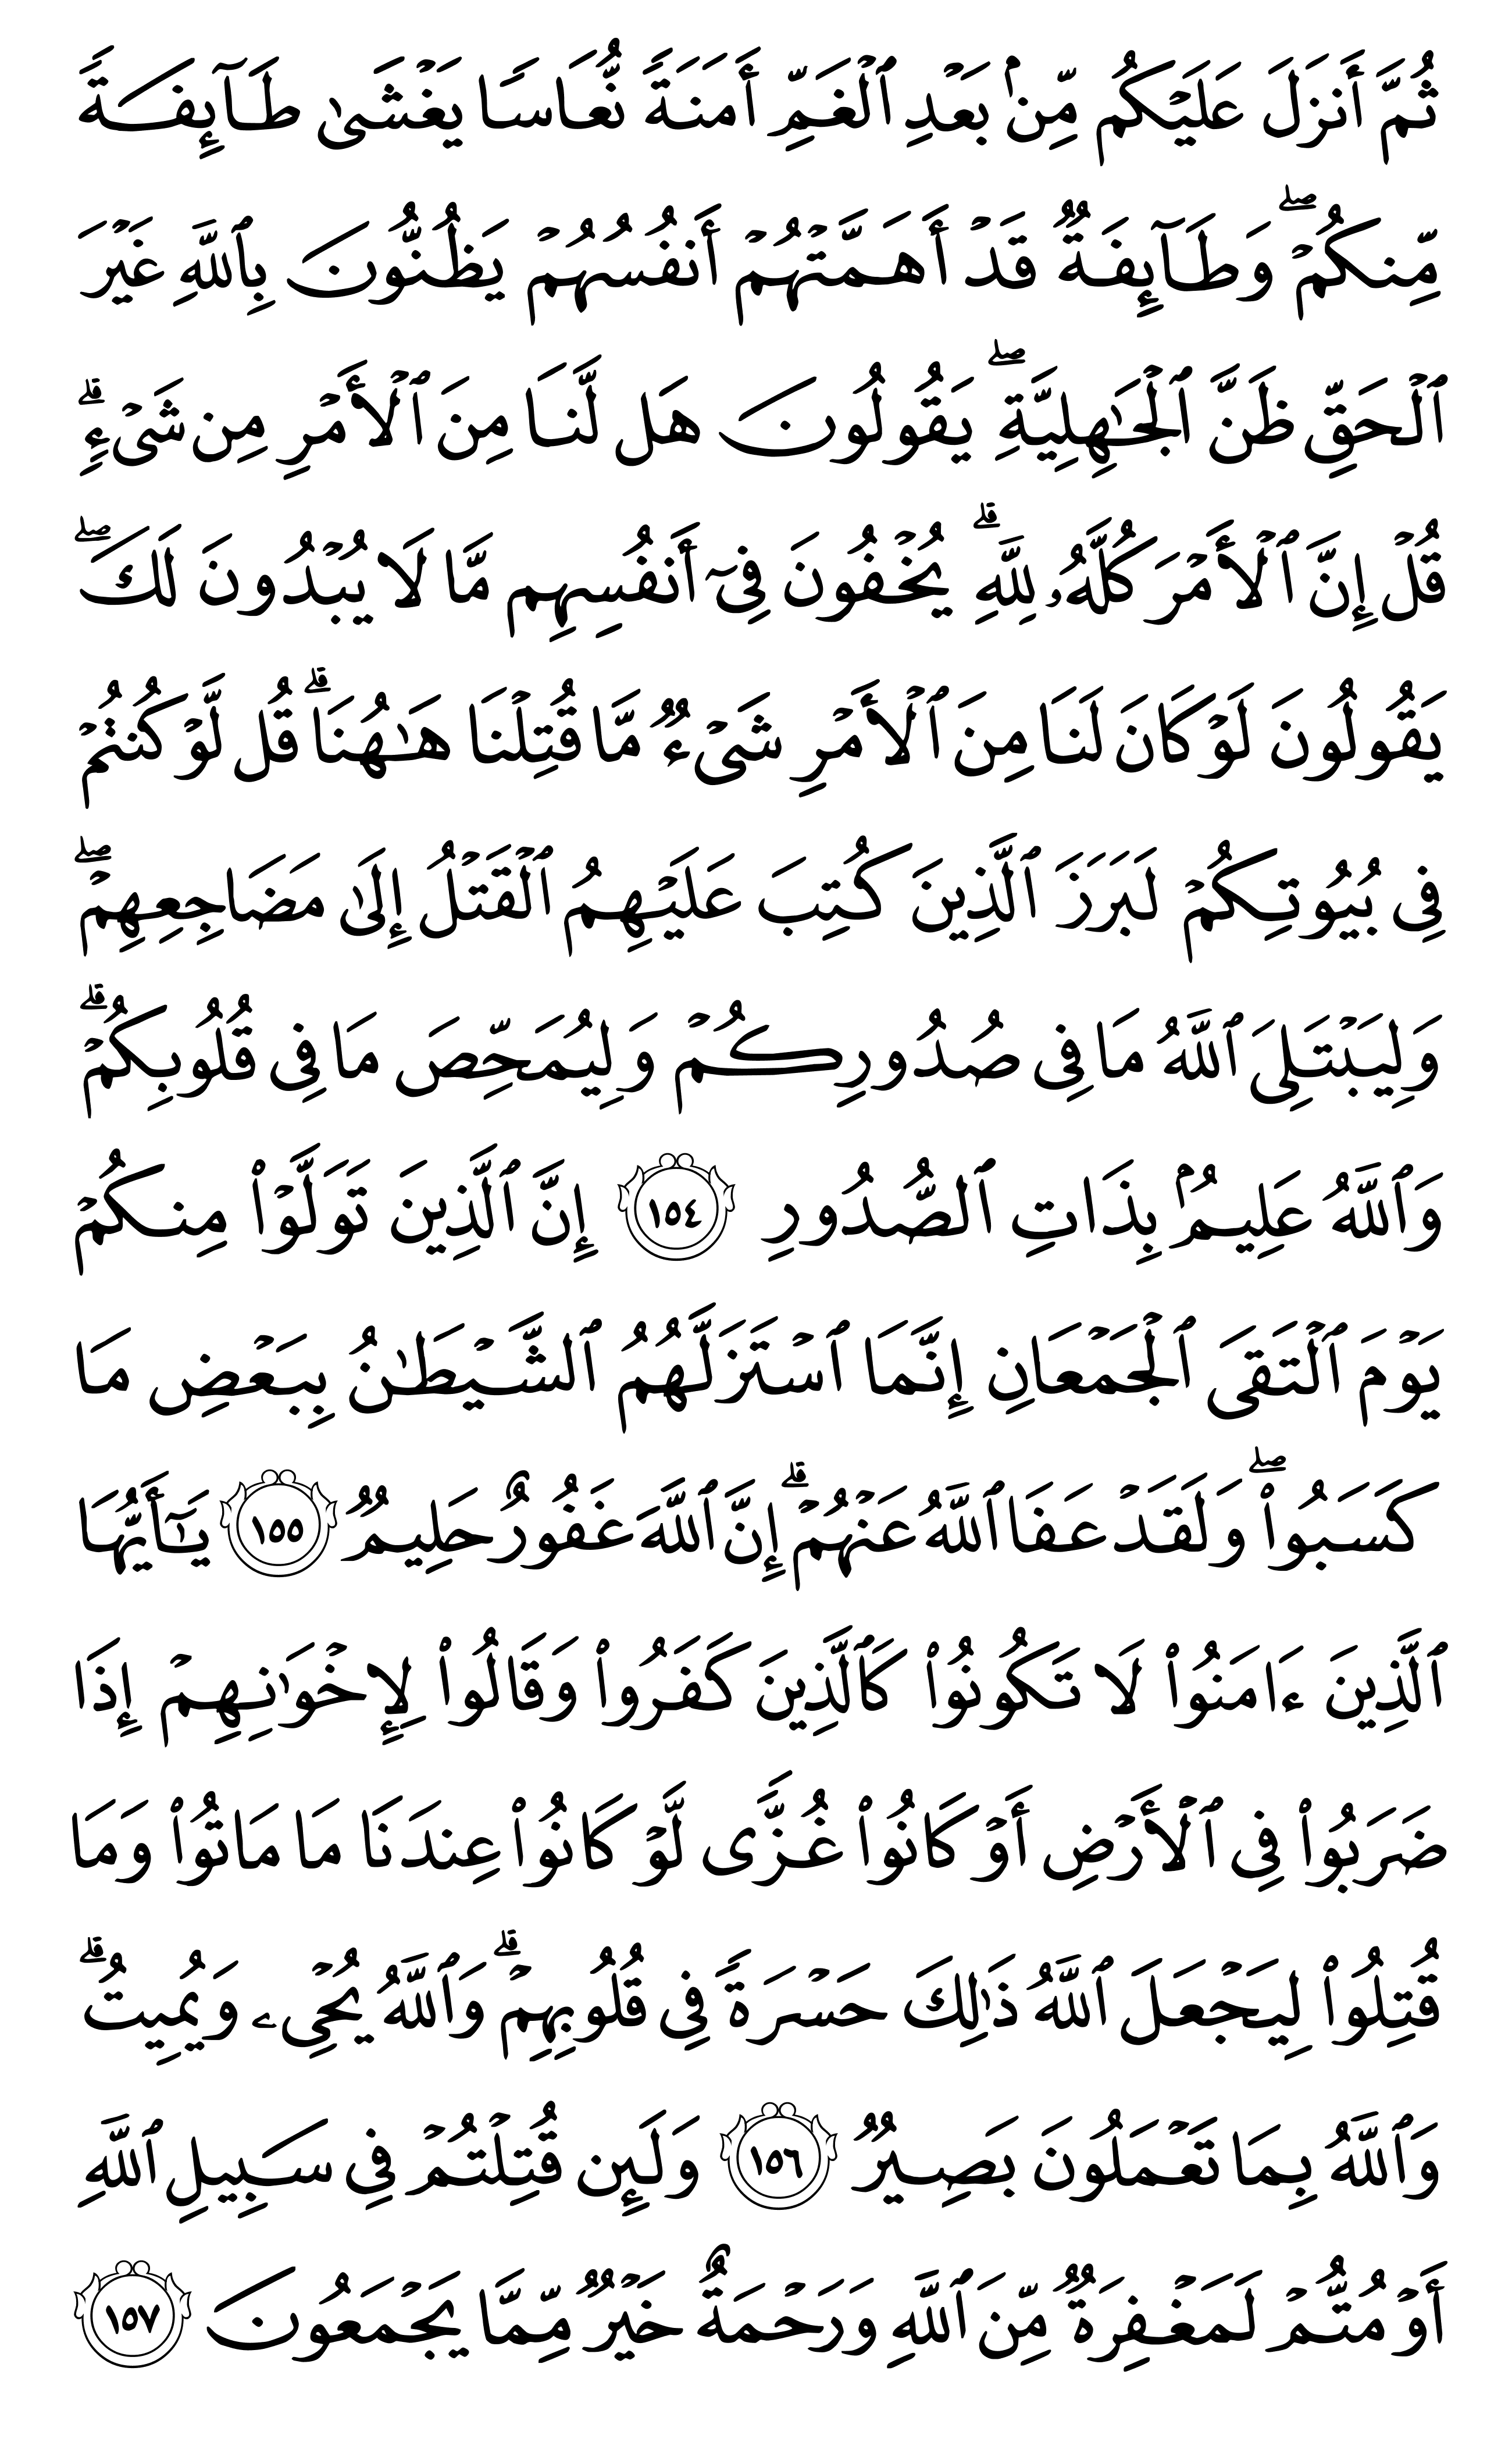 ثُمَّ أَنزَلَ عَلَيۡكُم مِّنۢ بَعۡدِ ٱلۡغَمِّ أَمَنَةٗ نُّعَاسٗا يَغۡشَىٰ طَآئِفَةٗ
مِّنكُمۡۖ وَطَآئِفَةٞ قَدۡ أَهَمَّتۡهُمۡ أَنفُسُهُمۡ يَظُنُّونَ بِٱللَّهِ غَيۡرَ
ٱلۡحَقِّ ظَنَّ ٱلۡجَٰهِلِيَّةِۖ يَقُولُونَ هَل لَّنَا مِنَ ٱلۡأَمۡرِ مِن شَيۡءٖۗ
قُلۡ إِنَّ ٱلۡأَمۡرَ كُلَّهُۥ لِلَّهِۗ يُخۡفُونَ فِيٓ أَنفُسِهِم مَّا لَا يُبۡدُونَ لَكَۖ
يَقُولُونَ لَوۡ كَانَ لَنَا مِنَ ٱلۡأَمۡرِ شَيۡءٞ مَّا قُتِلۡنَا هَٰهُنَاۗ قُل لَّوۡ كُنتُمۡ
فِي بُيُوتِكُمۡ لَبَرَزَ ٱلَّذِينَ كُتِبَ عَلَيۡهِمُ ٱلۡقَتۡلُ إِلَىٰ مَضَاجِعِهِمۡۖ
وَلِيَبۡتَلِيَ ٱللَّهُ مَا فِي صُدُورِكُمۡ وَلِيُمَحِّصَ مَا فِي قُلُوبِكُمۡۗ
وَٱللَّهُ عَلِيمُۢ بِذَاتِ ٱلصُّدُورِ ١٥٤ إِنَّ ٱلَّذِينَ تَوَلَّوۡاْ مِنكُمۡ
يَوۡمَ ٱلۡتَقَى ٱلۡجَمۡعَانِ إِنَّمَا ٱسۡتَزَلَّهُمُ ٱلشَّيۡطَٰنُ بِبَعۡضِ مَا
كَسَبُواْۖ وَلَقَدۡ عَفَا ٱللَّهُ عَنۡهُمۡۗ إِنَّ ٱللَّهَ غَفُورٌ حَلِيمٞ ١٥٥ يَٰٓأَيُّهَا
ٱلَّذِينَ ءَامَنُواْ لَا تَكُونُواْ كَٱلَّذِينَ كَفَرُواْ وَقَالُواْ لِإِخۡوَٰنِهِمۡ إِذَا
ضَرَبُواْ فِي ٱلۡأَرۡضِ أَوۡ كَانُواْ غُزّٗى لَّوۡ كَانُواْ عِندَنَا مَا مَاتُواْ وَمَا
قُتِلُواْ لِيَجۡعَلَ ٱللَّهُ ذَٰلِكَ حَسۡرَةٗ فِي قُلُوبِهِمۡۗ وَٱللَّهُ يُحۡيِۦ وَيُمِيتُۗ
وَٱللَّهُ بِمَا تَعۡمَلُونَ بَصِيرٞ ١٥٦ وَلَئِن قُتِلۡتُمۡ فِي سَبِيلِ ٱللَّهِ
أَوۡ مُتُّمۡ لَمَغۡفِرَةٞ مِّنَ ٱللَّهِ وَرَحۡمَةٌ خَيۡرٞ مِّمَّا يَجۡمَعُونَ ١٥٧